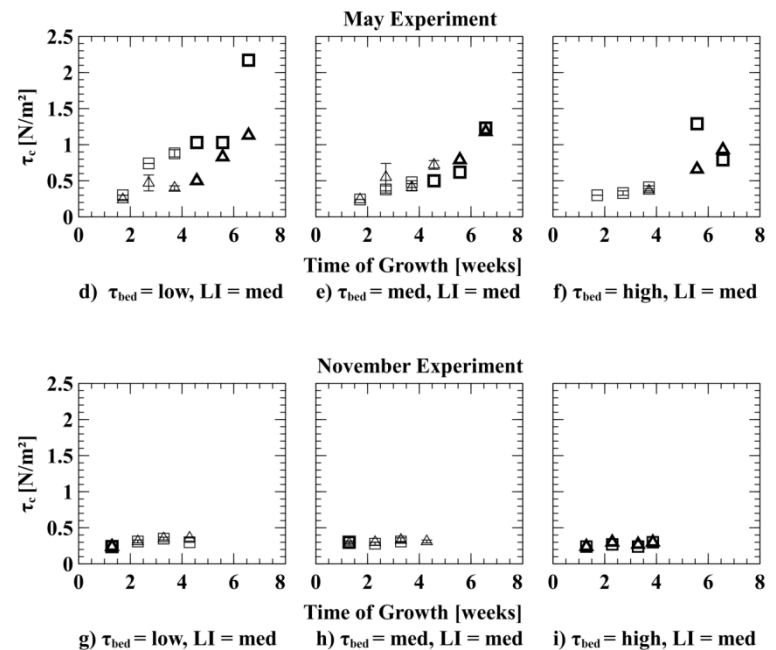 May Experiment
2.5
2
1.5
1
0.5
0
τc [N/m²]
0 2 4 6 8 0 2 4 6 8 0 2 4 6 8
Time of Growth [weeks]
d) τbed = low, LI = med e) τbed = med, LI = med f) τbed = high, LI = med
November Experiment
2.5
2
1.5
1
0.5
0
τc [N/m²]
0 2 4 6 8 0 2 4 6 8 0 2 4 6 8
Time of Growth [weeks]
g) τbed = low, LI = med h) τbed = med, LI = med i) τbed = high, LI = med